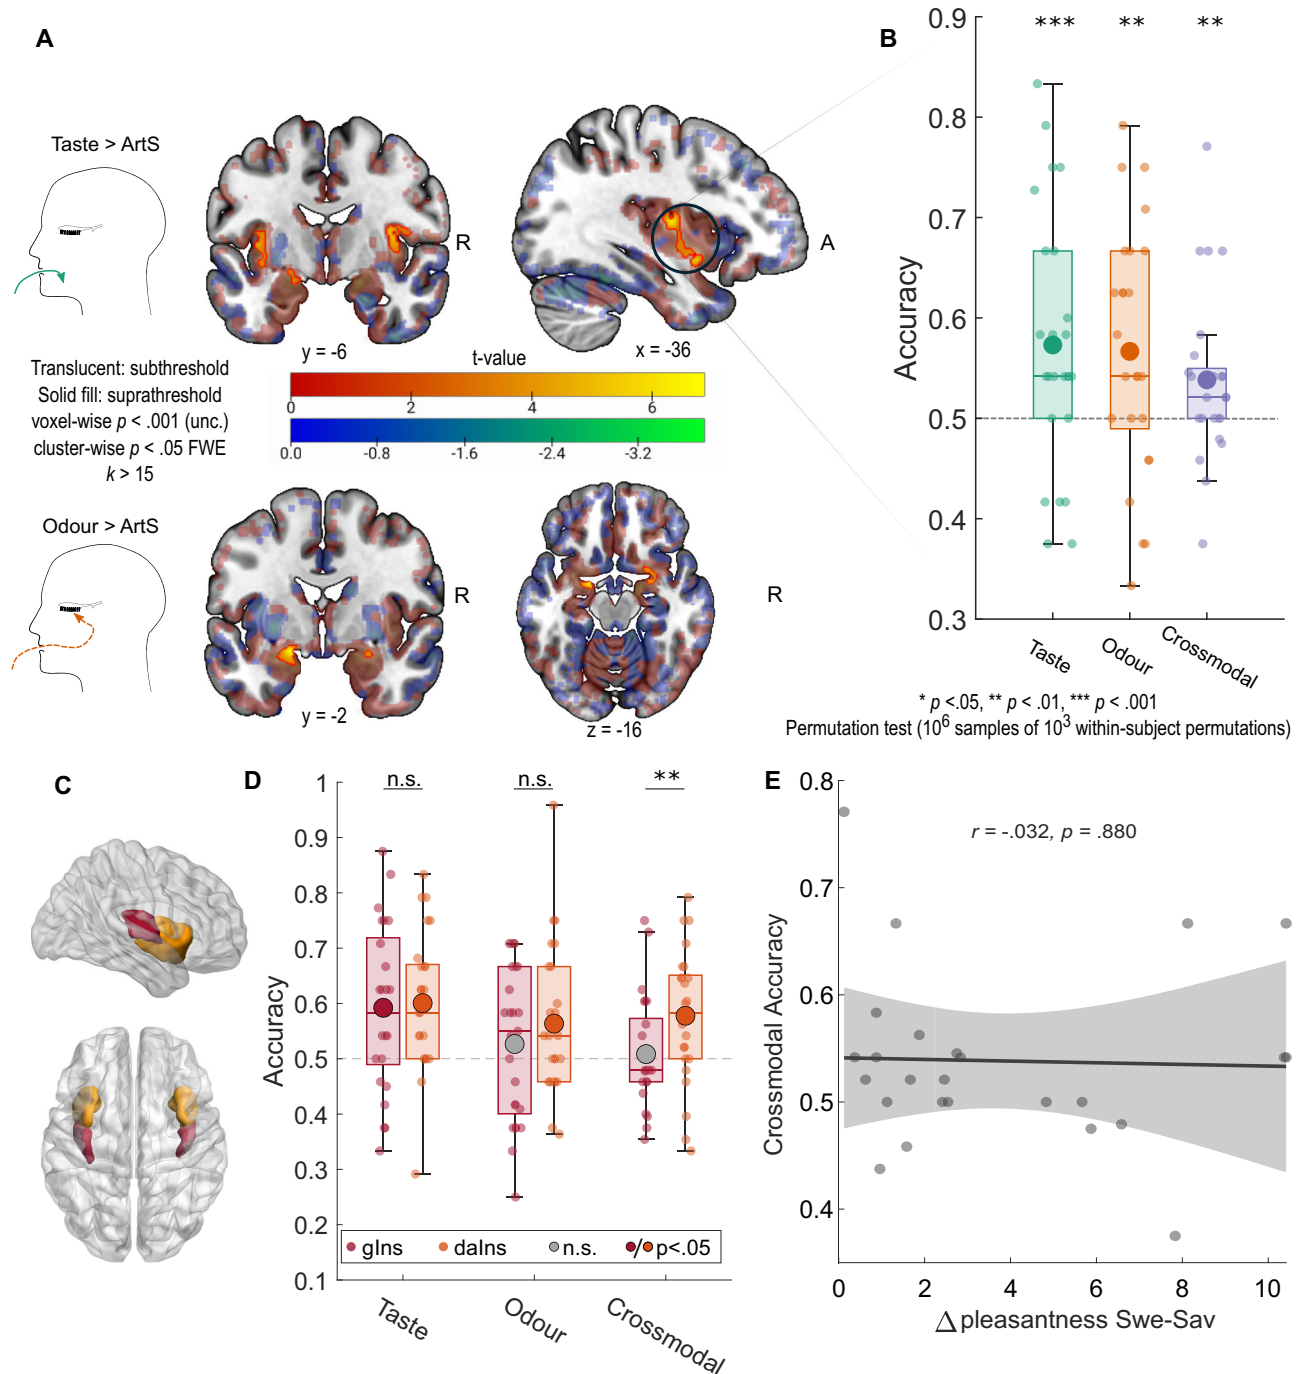 A
Taste > ArtS
R
A
y = -6
x = -36
Translucent: subthreshold
Solid fill: suprathreshold
voxel-wise p < .001 (unc.)
cluster-wise p < .05 FWE
k > 15
t-value
0 2 4 6
0.0 -0.8 -1.6 -2.4 -3.2
Odour > ArtS
R
R
y = -2
z = -16
B
*** ** **
Accuracy
0.9
0.8
0.7
0.6
0.5
0.4
0.3
Taste Odour Crossmodal
* p <.05, ** p < .01, *** p < .001
Permutation test (10⁶ samples of 10³ within-subject permutations)
C
D
n.s. n.s. **
Accuracy
1
0.9
0.8
0.7
0.6
0.5
0.4
0.3
0.2
0.1
gIns daIns n.s. / p<.05
Taste Odour Crossmodal
E
r = -.032, p = .880
Crossmodal Accuracy
0.8
0.7
0.6
0.5
0.4
0 2 4 6 8 10
Δ pleasantness Swe-Sav